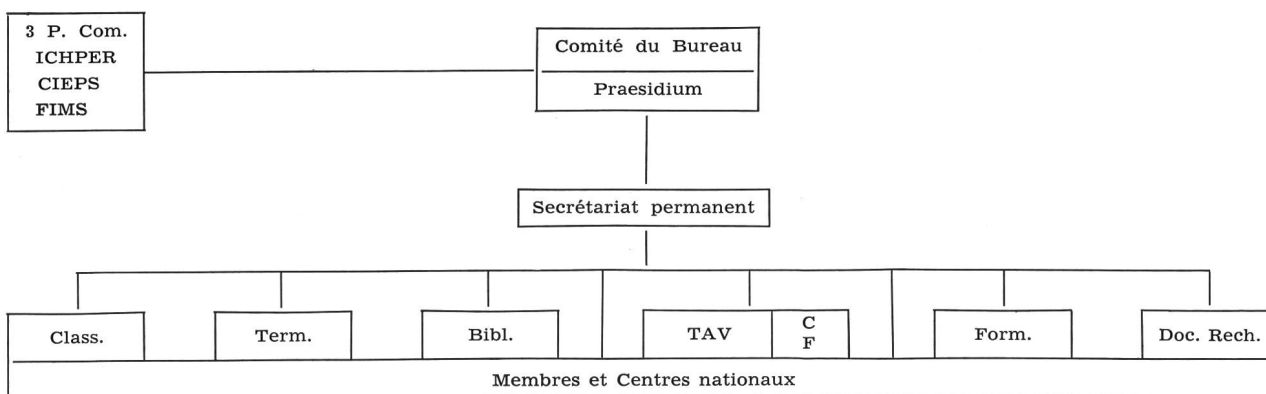 3 P. Com.
ICHPER
CIEPS
FIMS
Comité du Bureau
Praesidium
Secrétariat permanent
Class.
Term.
Bibl.
TAV
C
F
Form.
Doc. Rech.
Membres et Centres nationaux